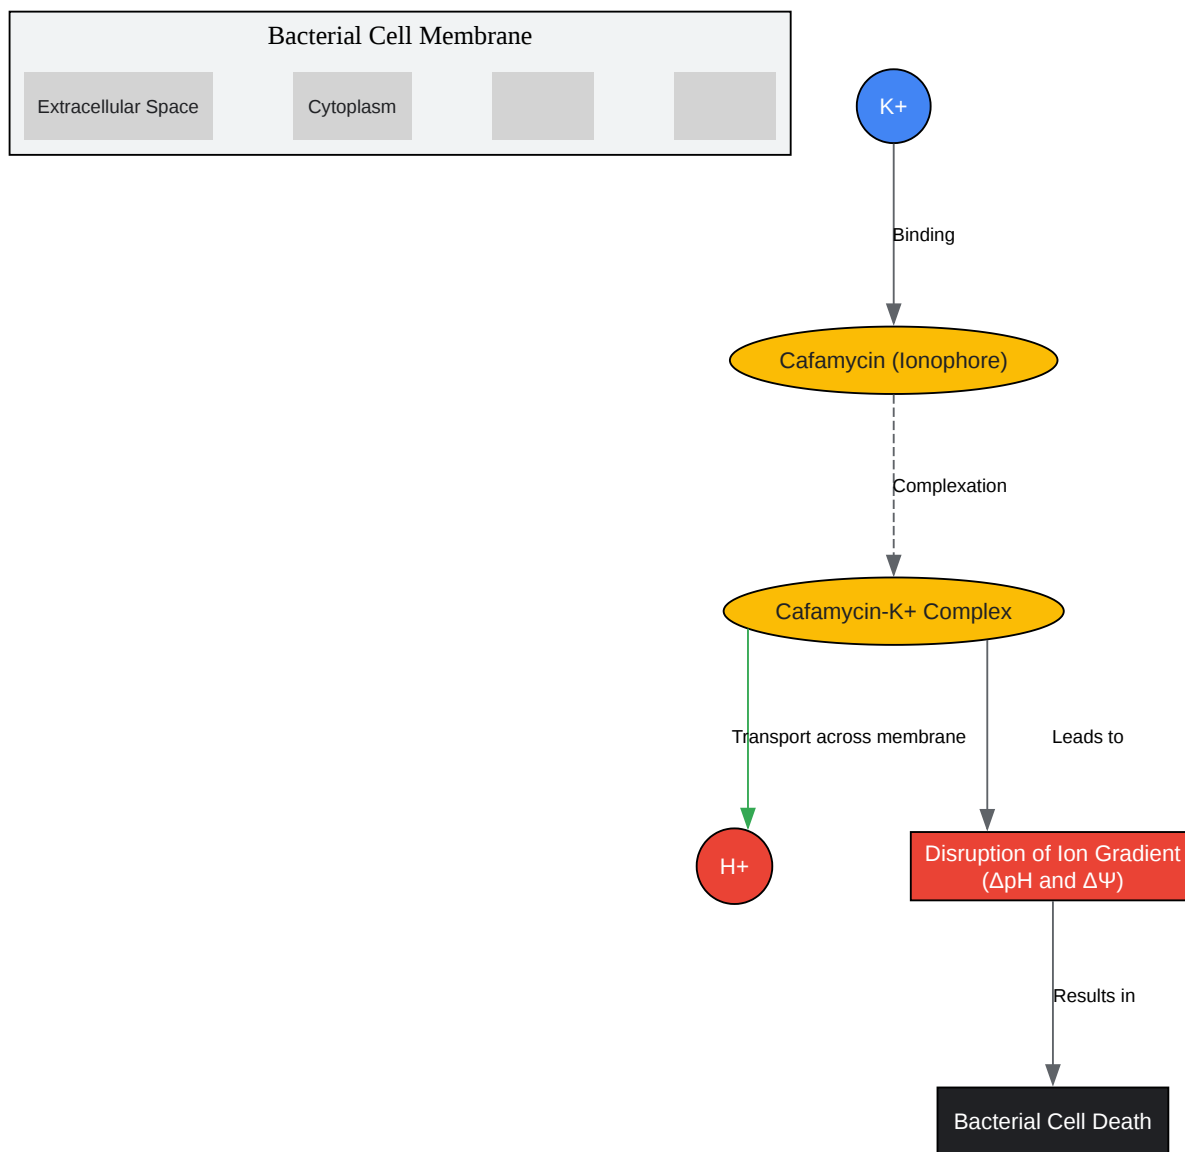 Bacterial Cell Membrane
Extracellular Space
Cytoplasm
K+
Binding
Cafamycin (Ionophore)
Complexation
Cafamycin-K+ Complex
Transport across membrane
Leads to
H+
Disruption of Ion Gradient
(ΔpH and ΔΨ)
Results in
Bacterial Cell Death